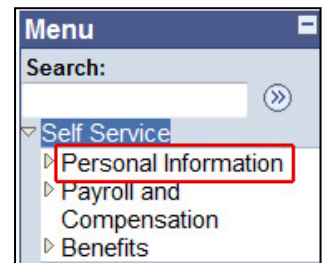 Menu
Search:
Self Service
Personal Information
Payroll and
Compensation
Benefits